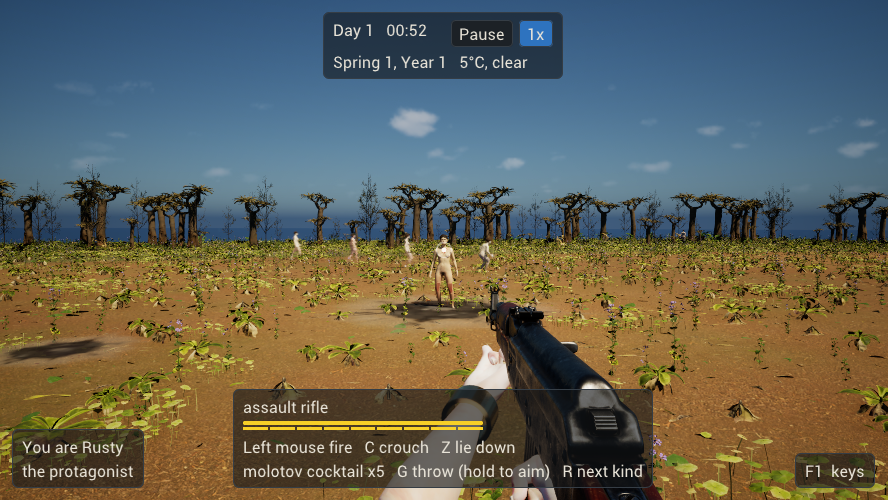 Day 1 00:52 Pause 1x
Spring 1, Year 1 5°C, clear
assault rifle
Left mouse fire C crouch Z lie down
molotov cocktail x5 G throw (hold to aim) R next kind
You are Rusty
the protagonist
F1 keys